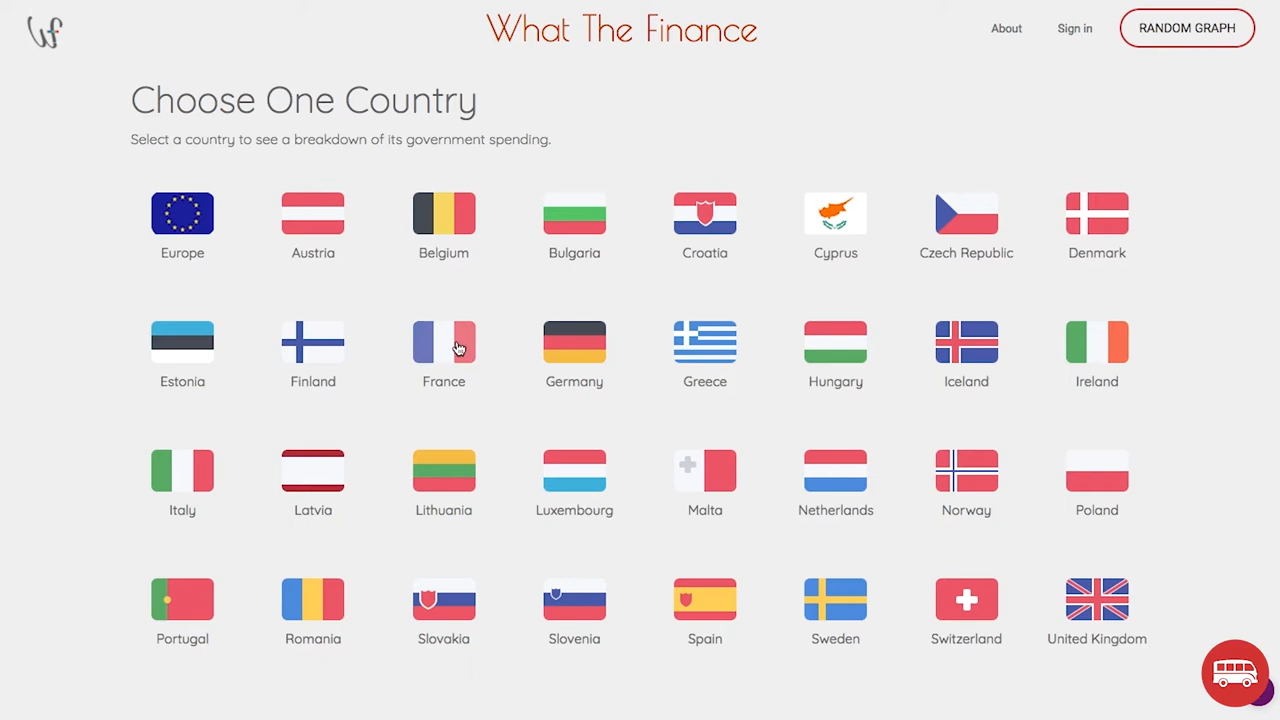 What The Finance
About
Sign in
RANDOM GRAPH
Choose One Country
Select a country to see a breakdown of its government spending.
Europe
Austria
Belgium
Bulgaria
Croatia
Cyprus
Czech Republic
Denmark
Estonia
Finland
France
Germany
Greece
Hungary
Iceland
Ireland
Italy
Latvia
Lithuania
Luxembourg
Malta
Netherlands
Norway
Poland
Portugal
Romania
Slovakia
Slovenia
Spain
Sweden
Switzerland
United Kingdom